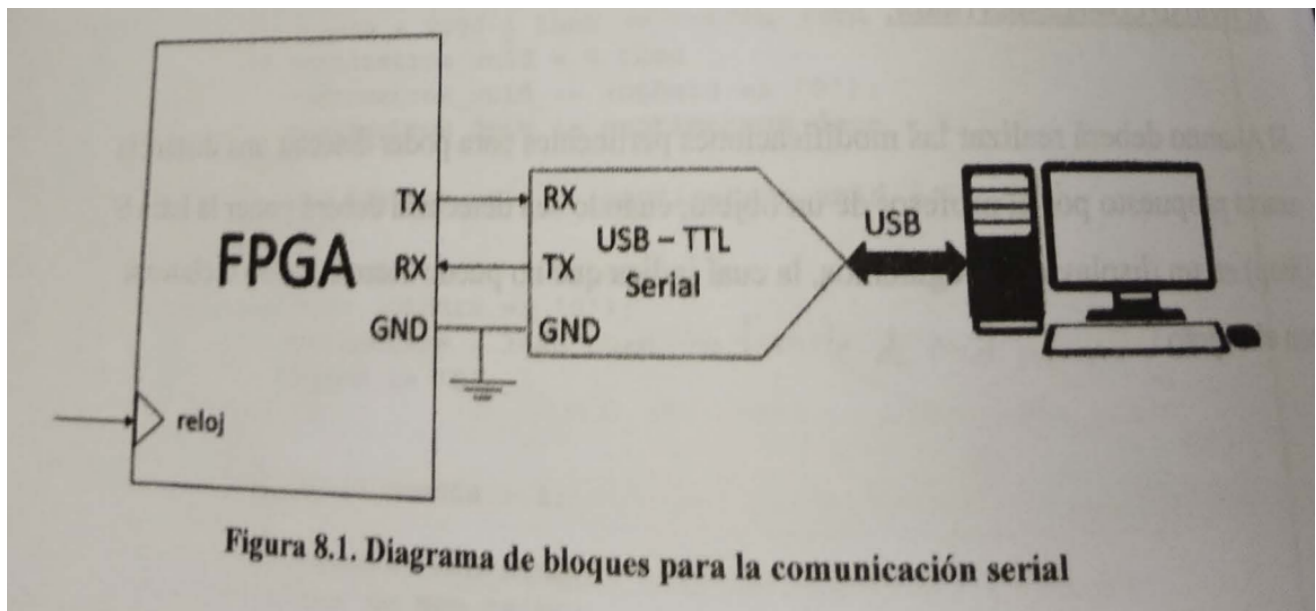 TX
RX
FPGA
USB – TTL
USB
RX
TX
Serial
GND
GND
reloj
Figura 8.1. Diagrama de bloques para la comunicación serial